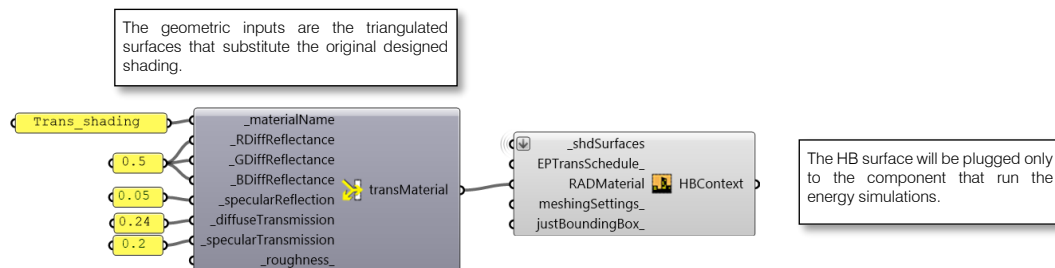 The geometric inputs are the triangulated
surfaces that substitute the original designed
shading.
Trans_shading
0.5
0.05
0.24
0.2
_materialName
_RDiffReflectance
_GDiffReflectance
_BDiffReflectance
_specularReflection
_diffuseTransmission
_specularTransmission
_roughness_
transMaterial
_shdSurfaces
EPTransSchedule_
RADMaterial
meshingSettings_
justBoundingBox_
HBContext
The HB surface will be plugged only
to the component that run the
energy simulations.